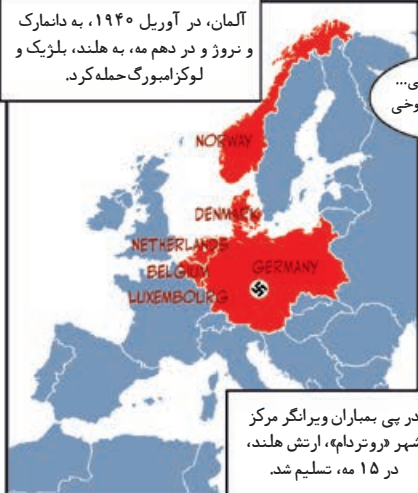 آلمان، در آوریل ۱۹۴۰، به دانمارک
و نروژ و در دهم مه، به هلند، بلژیک و
لوکزامبورگ حمله کرد.
ی...
وخی
NORWAY
DENMARK
NETHERLANDS
BELGIUM
GERMANY
LUXEMBOURG
در پی بمباران ویرانگر مرکز
شهر «روتردام»، ارتش هلند،
در ۱۵ مه، تسلیم شد.